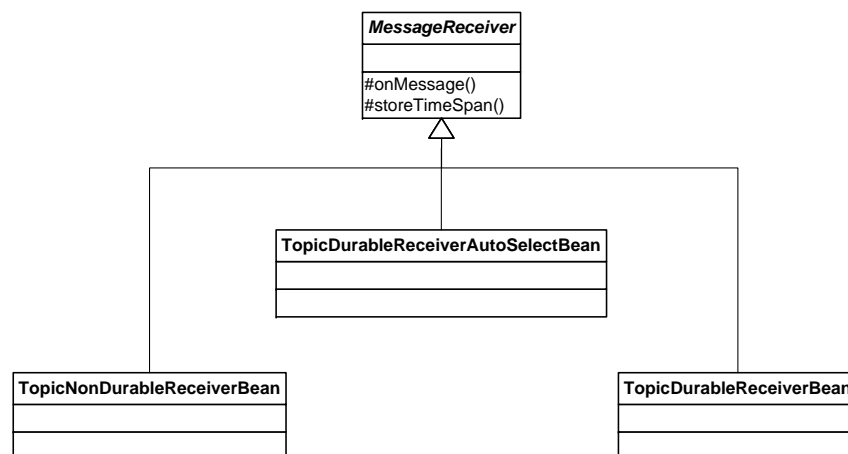 MessageReceiver
#onMessage()
#storeTimeSpan()
TopicDurableReceiverAutoSelectBean
TopicNonDurableReceiverBean
TopicDurableReceiverBean